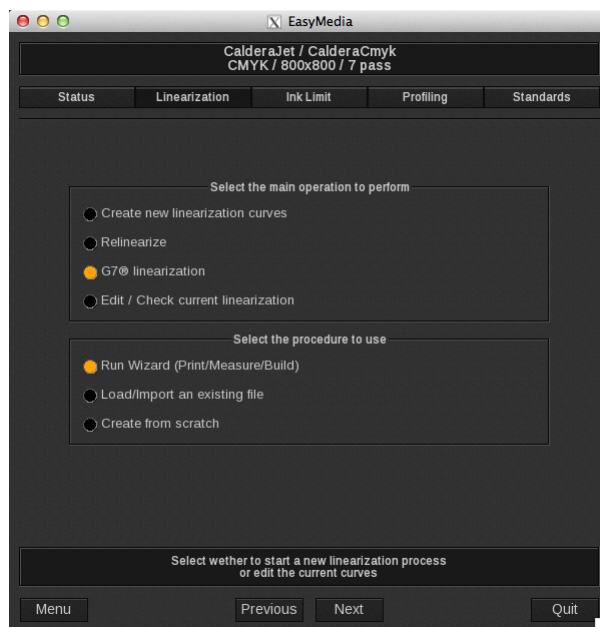 EasyMedia
CalderaJet / CalderaCmyk
CMYK / 800x800 / 7 pass
Status Linearization Ink Limit Profiling Standards
Select the main operation to perform
Create new linearization curves
Relinearize
G7® linearization
Edit / Check current linearization
Select the procedure to use
Run Wizard (Print/Measure/Build)
Load/Import an existing file
Create from scratch
Select wether to start a new linearization process
or edit the current curves
Menu Previous Next Quit